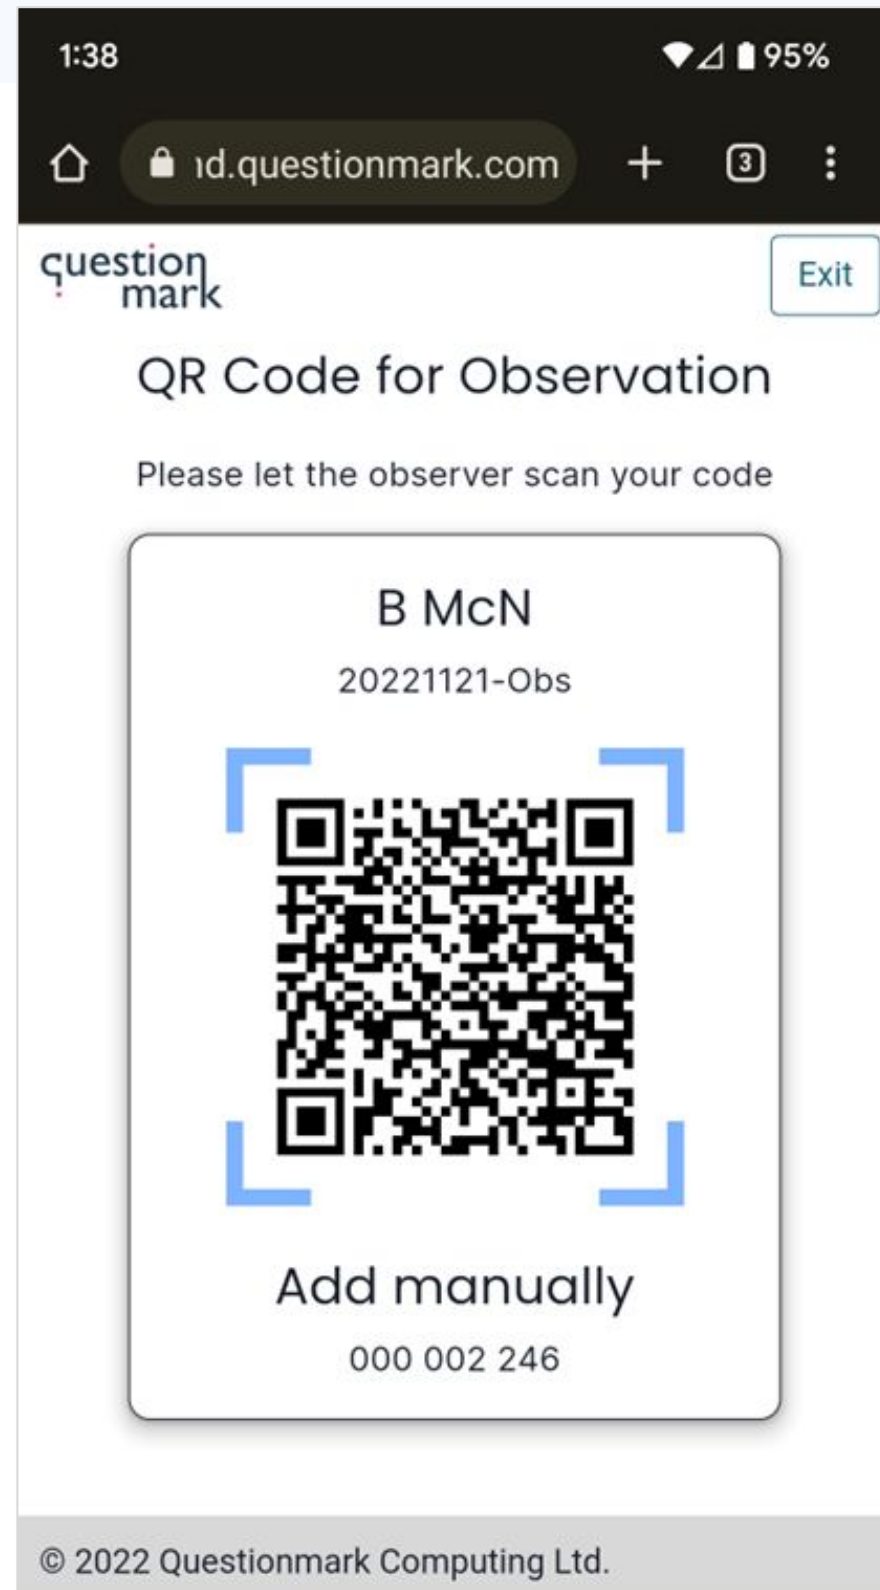 1:38
95%
nd.questionmark.com
3
question
mark
Exit
QR Code for Observation
Please let the observer scan your code
B McN
20221121-Obs
Add manually
000 002 246
© 2022 Questionmark Computing Ltd.